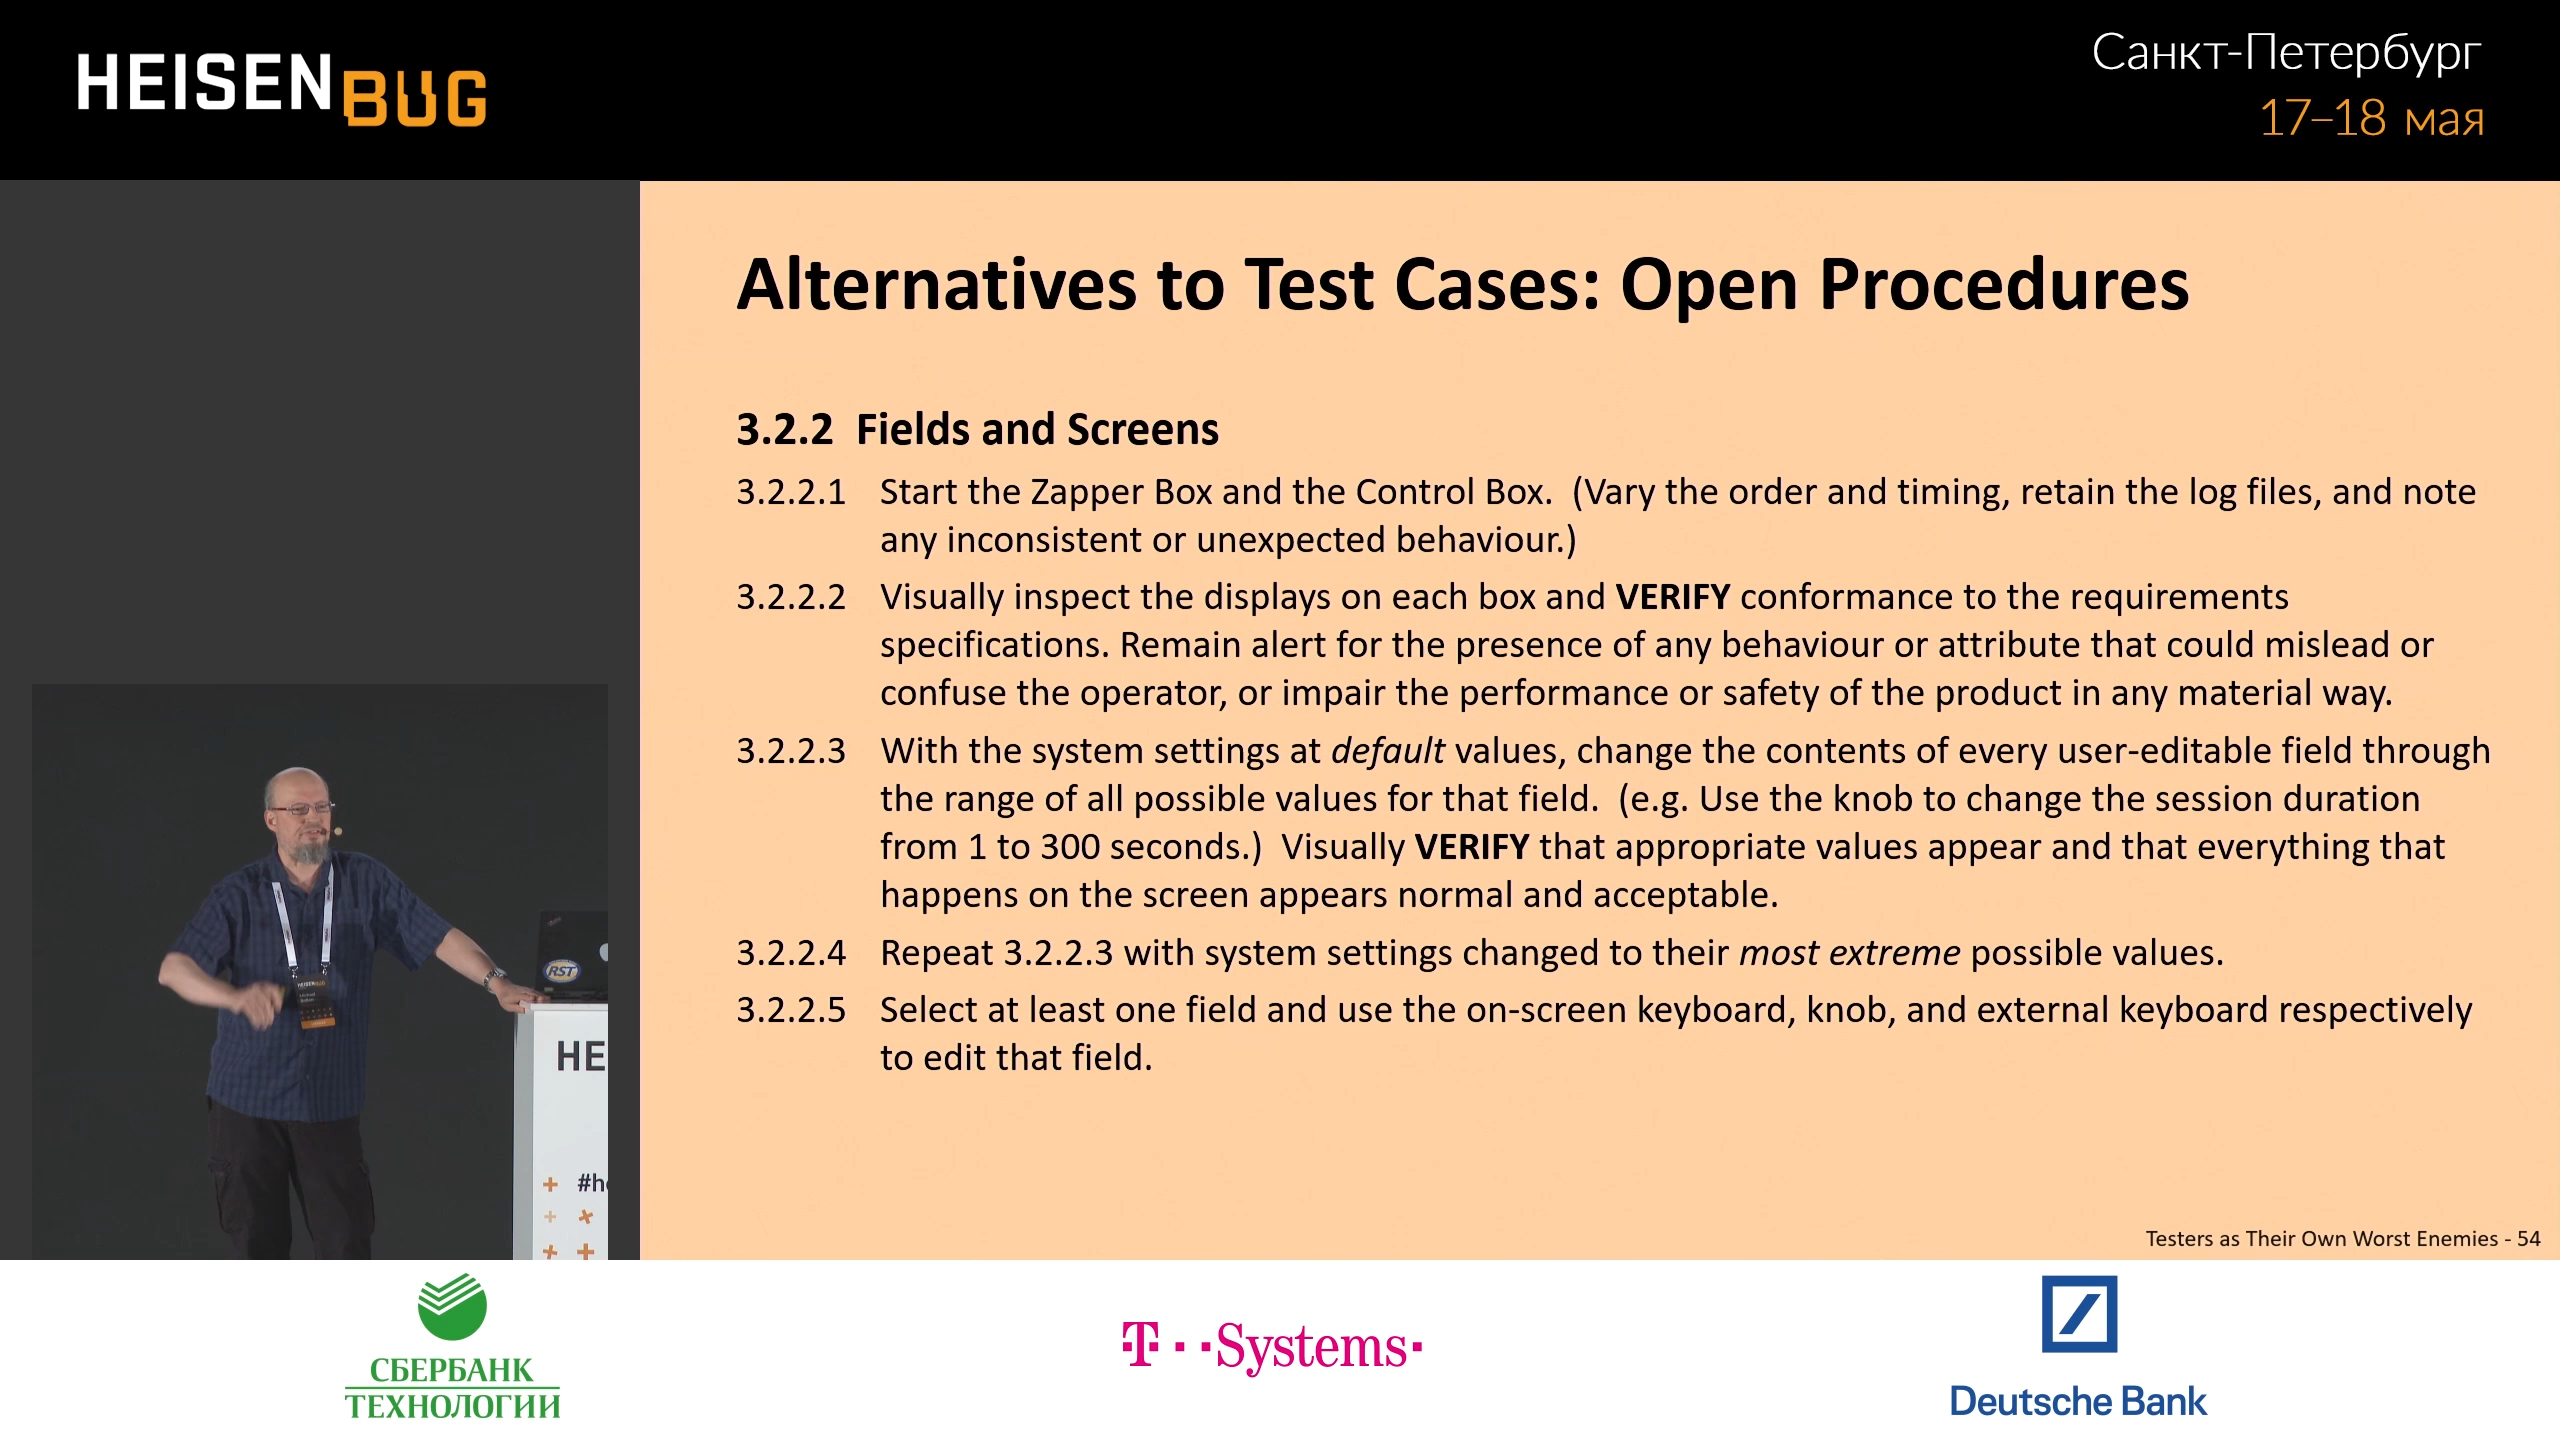 HEISENBUG
Санкт-Петербург
17–18 мая
Alternatives to Test Cases: Open Procedures
3.2.2 Fields and Screens
3.2.2.1 Start the Zapper Box and the Control Box. (Vary the order and timing, retain the log files, and note
any inconsistent or unexpected behaviour.)
3.2.2.2 Visually inspect the displays on each box and VERIFY conformance to the requirements
specifications. Remain alert for the presence of any behaviour or attribute that could mislead or
confuse the operator, or impair the performance or safety of the product in any material way.
3.2.2.3 With the system settings at default values, change the contents of every user-editable field through
the range of all possible values for that field. (e.g. Use the knob to change the session duration
from 1 to 300 seconds.) Visually VERIFY that appropriate values appear and that everything that
happens on the screen appears normal and acceptable.
3.2.2.4 Repeat 3.2.2.3 with system settings changed to their most extreme possible values.
3.2.2.5 Select at least one field and use the on-screen keyboard, knob, and external keyboard respectively
to edit that field.
Testers as Their Own Worst Enemies - 54
RST
HE
#h
СБЕРБАНК
ТЕХНОЛОГИИ
T··Systems·
Deutsche Bank